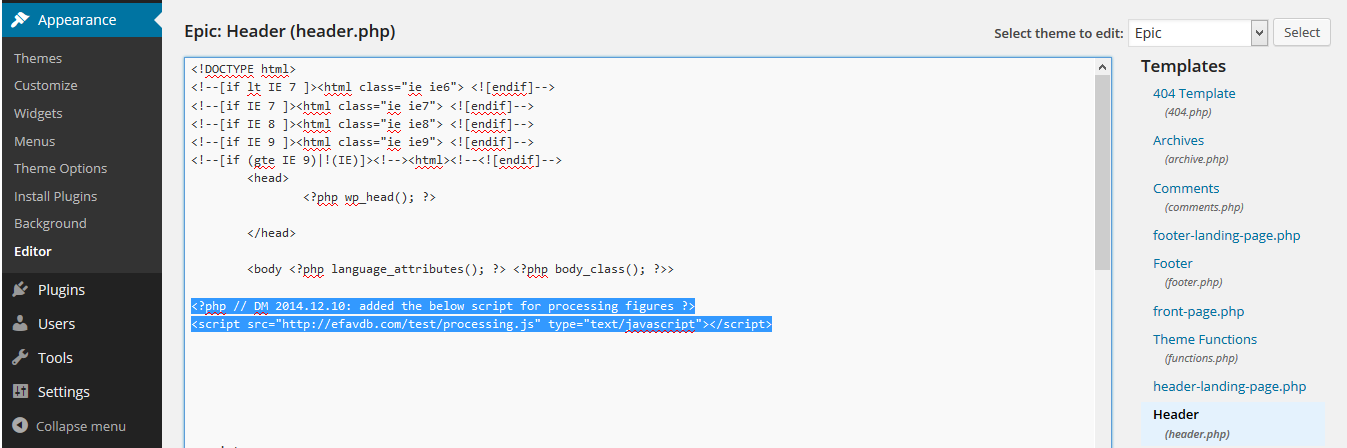 Appearance
Themes
Customize
Widgets
Menus
Theme Options
Install Plugins
Background
Editor
Plugins
Users
Tools
Settings
Collapse menu
Epic: Header (header.php)
Select theme to edit: Epic Select
<!DOCTYPE html>
<!--[if lt IE 7 ]><html class="ie ie6"> <![endif]-->
<!--[if IE 7 ]><html class="ie ie7"> <![endif]-->
<!--[if IE 8 ]><html class="ie ie8"> <![endif]-->
<!--[if IE 9 ]><html class="ie ie9"> <![endif]-->
<!--[if (gte IE 9)|!(IE)]><!--><html><!--<![endif]-->
<head>
<?php wp_head(); ?>
</head>
<body <?php language_attributes(); ?> <?php body_class(); ?>>
<?php // DM 2014.12.10: added the below script for processing figures ?>
<script src="http://efavdb.com/test/processing.js" type="text/javascript"></script>
Templates
404 Template
(404.php)
Archives
(archive.php)
Comments
(comments.php)
footer-landing-page.php
Footer
(footer.php)
front-page.php
Theme Functions
(functions.php)
header-landing-page.php
Header
(header.php)